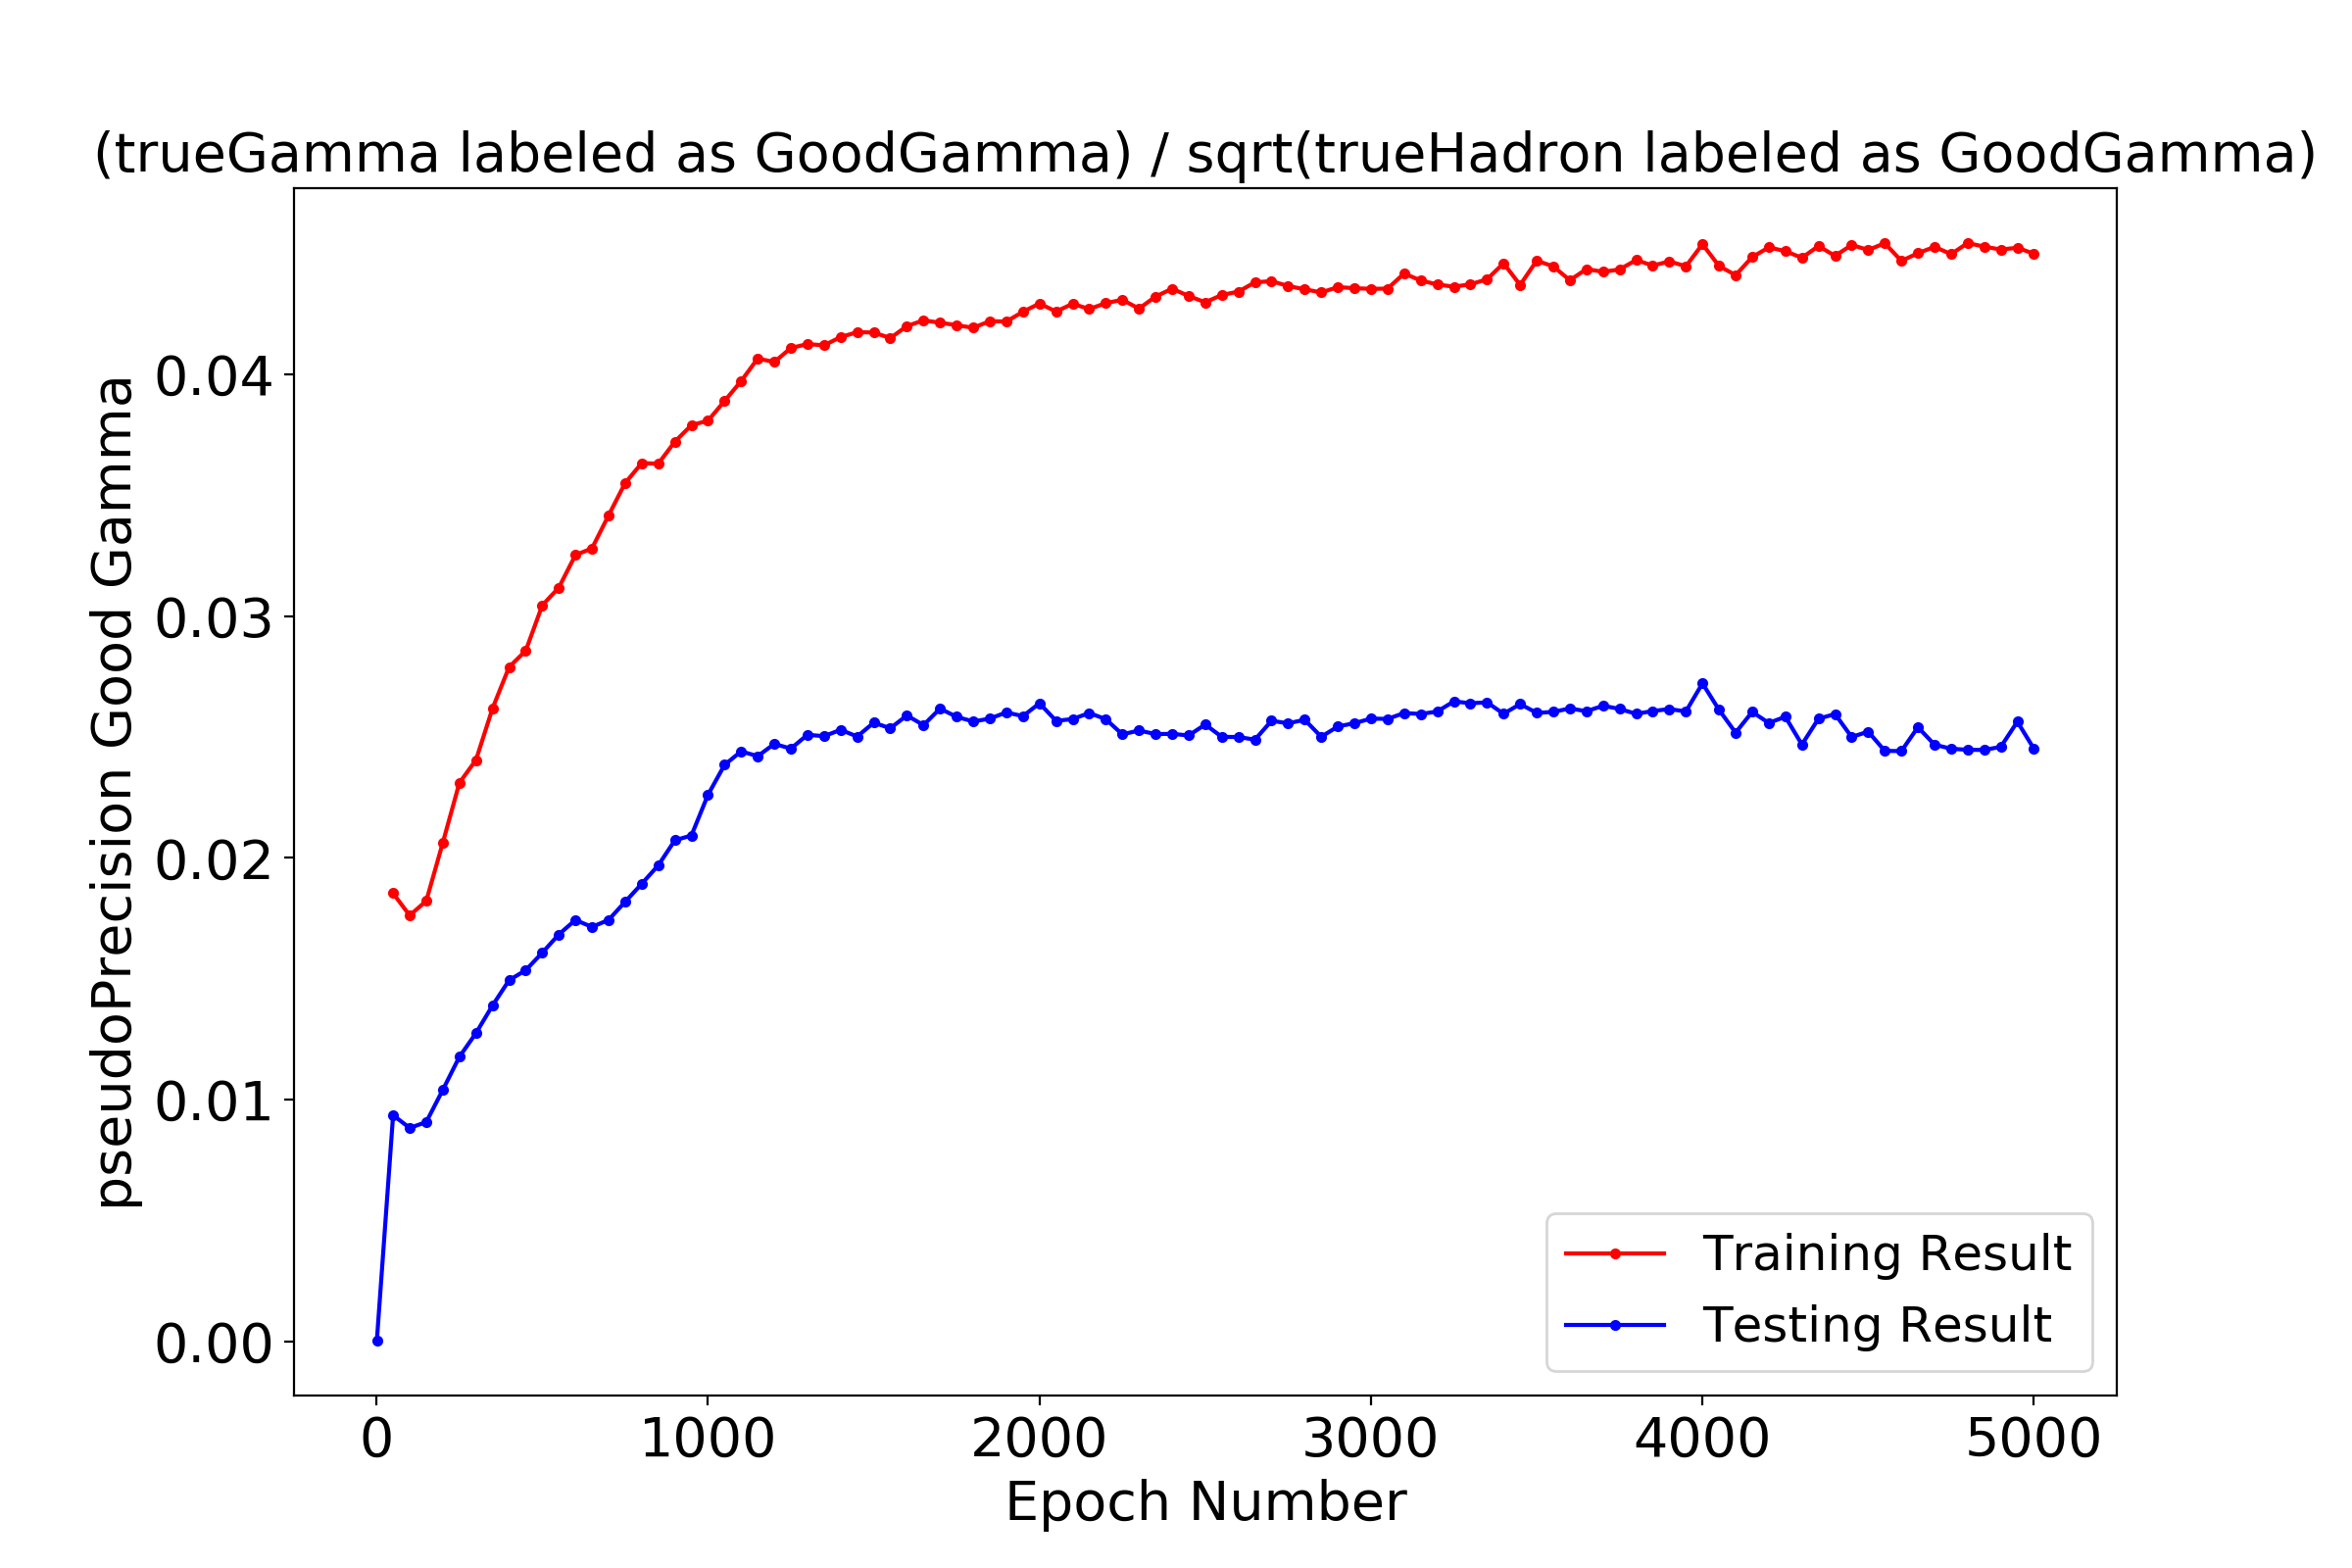 (trueGamma labeled as GoodGamma) / sqrt(trueHadron labeled as GoodGamma)
pseudoPrecision Good Gamma
0.04
0.03
0.02
0.01
0.00
Training Result
Testing Result
0 1000 2000 3000 4000 5000
Epoch Number